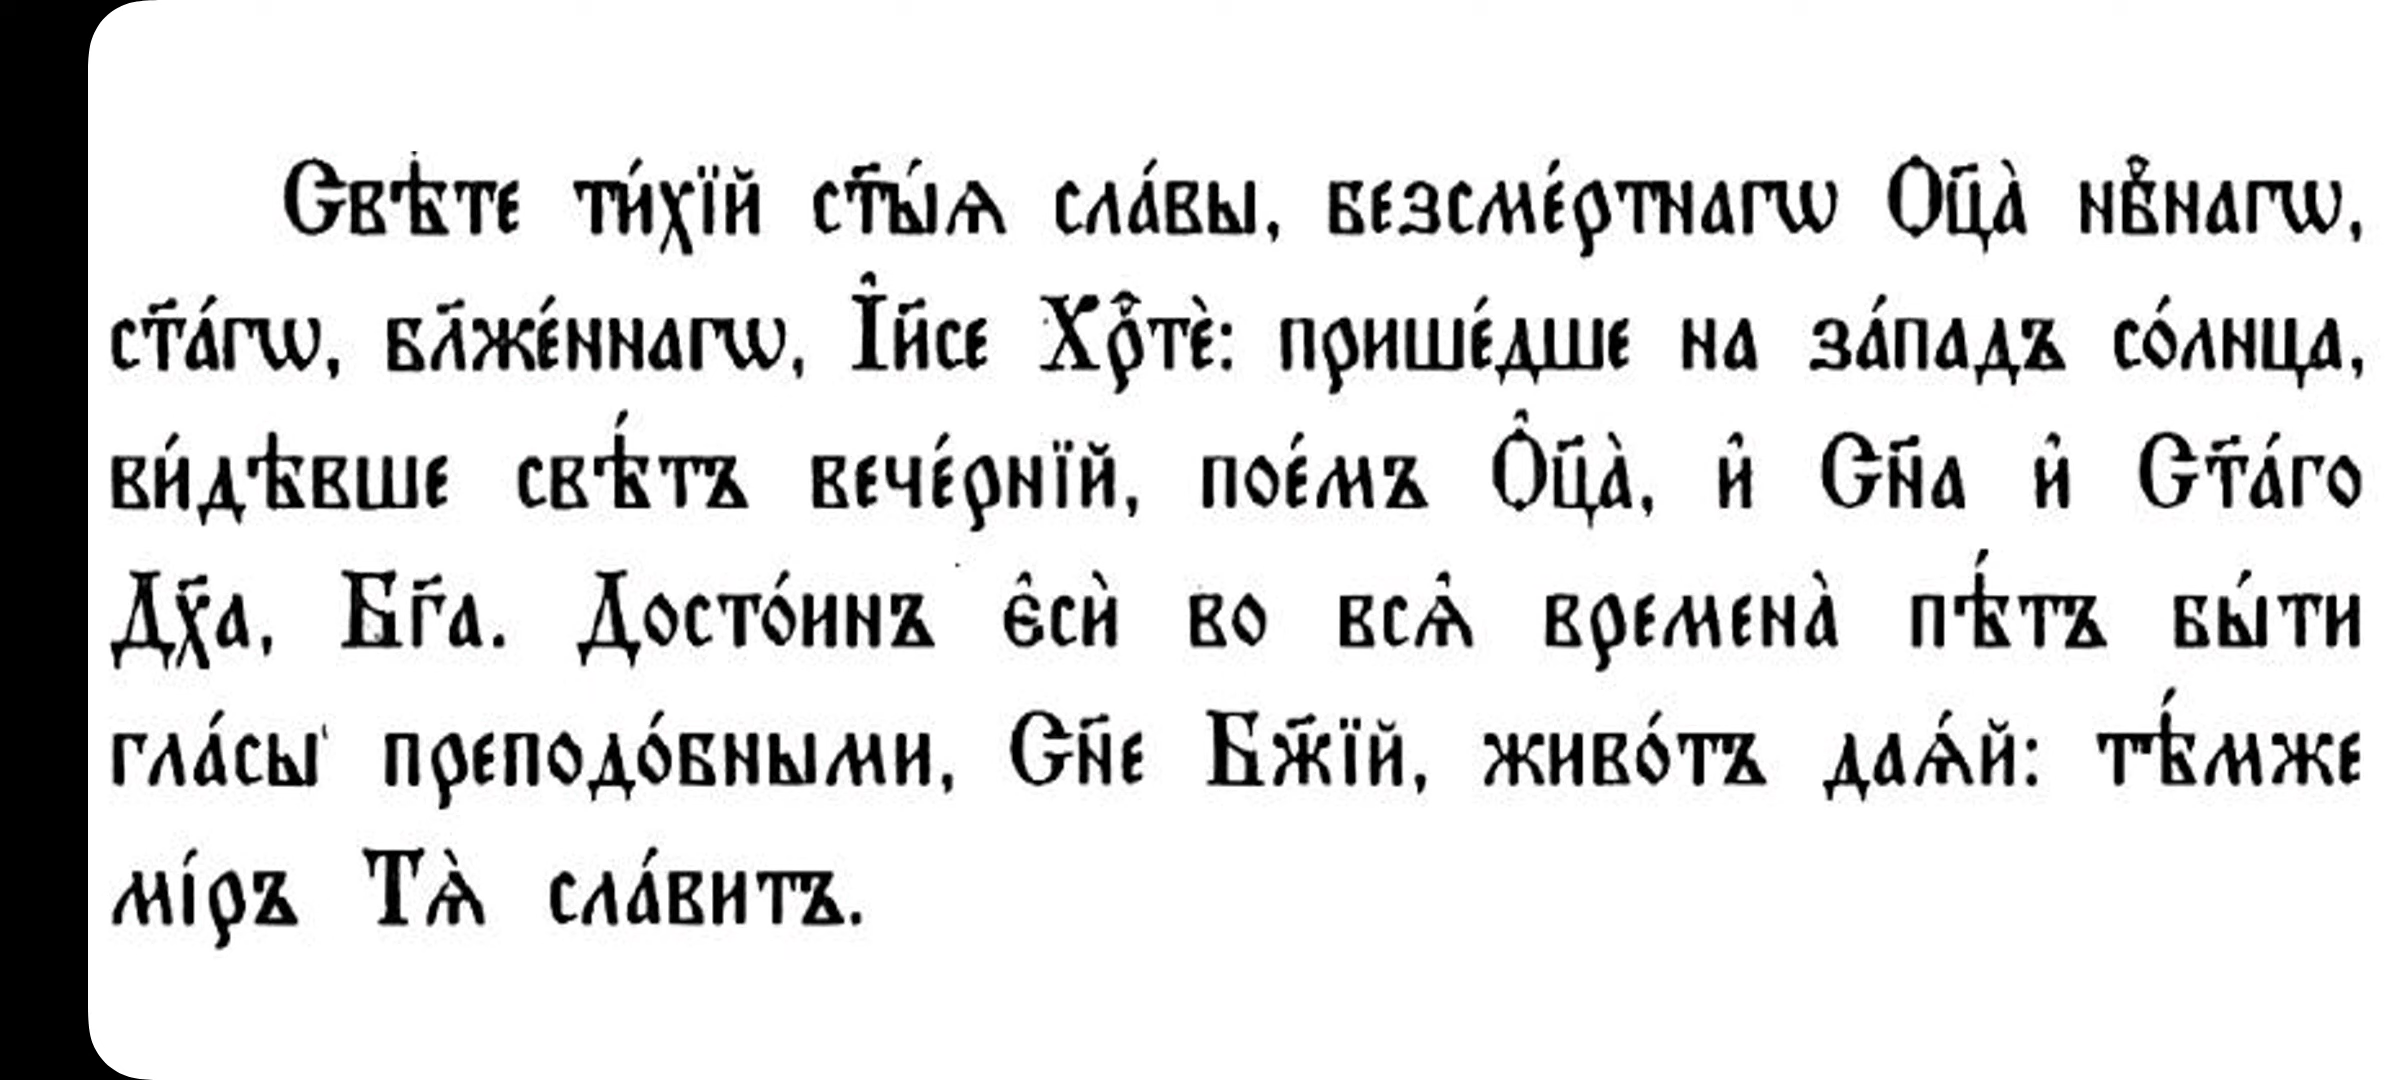 Свѣ́те ти́хїй ст҃ы́ѧ сла́вы, безсме́ртнагѡ Ѻ҆ц҃а̀ нбⷭ҇нагѡ,
ст҃а́гѡ, бл҃же́ннагѡ, І҆и҃се Хрⷭ҇тѐ: прише́дше на за́падъ со́лнца,
ви́дѣвше свѣ́тъ вече́рнїй, пое́мъ Ѻ҆ц҃а̀, и҆ Сн҃а и҆ Ст҃а́го
Дх҃а, Бг҃а. Досто́инъ є҆сѝ во всѧ̑ времена̀ пѣ́тъ бы́ти
гла́сы преподо́бными, Сн҃е Бж҃їй, живо́тъ даѧ́й: тѣ́мже
мі́ръ Тѧ̀ сла́витъ.